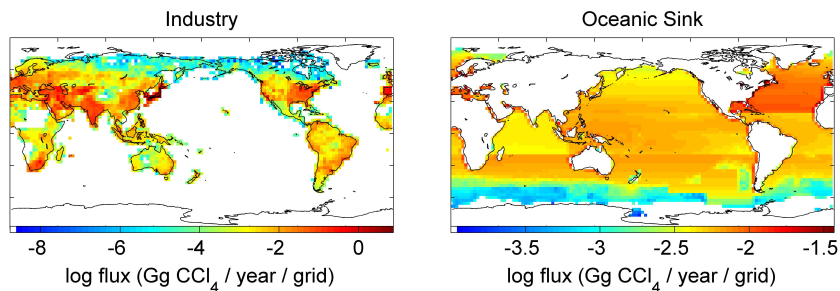 Industry
Oceanic Sink
-8 -6 -4 -2 0
-3.5 -3 -2.5 -2 -1.5
log flux (Gg CCl4 / year / grid)
log flux (Gg CCl4 / year / grid)